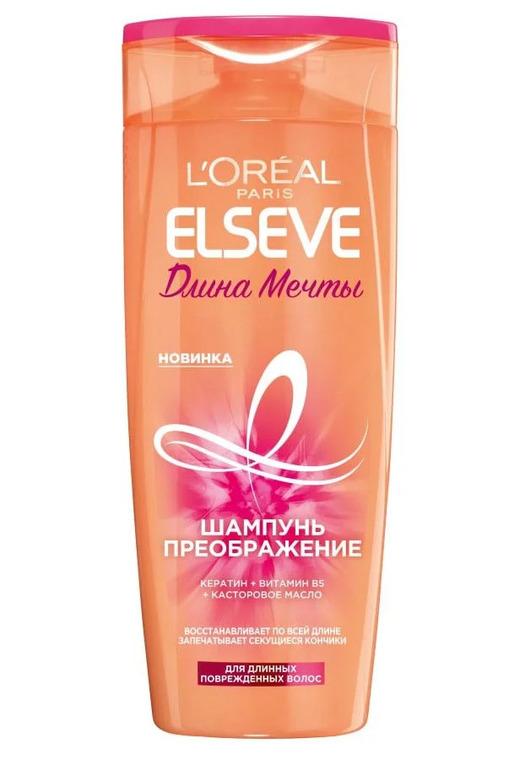 L'ORÉAL
PARIS
ELSEVE
Длина Мечты
НОВИНКА
ШАМПУНЬ
ПРЕОБРАЖЕНИЕ
КЕРАТИН + ВИТАМИН B5
+ КАСТОРОВОЕ МАСЛО
ВОССТАНАВЛИВАЕТ ПО ВСЕЙ ДЛИНЕ
ЗАПЕЧАТЫВАЕТ СЕКУЩИЕСЯ КОНЧИКИ
ДЛЯ ДЛИННЫХ
ПОВРЕЖДЕННЫХ ВОЛОС